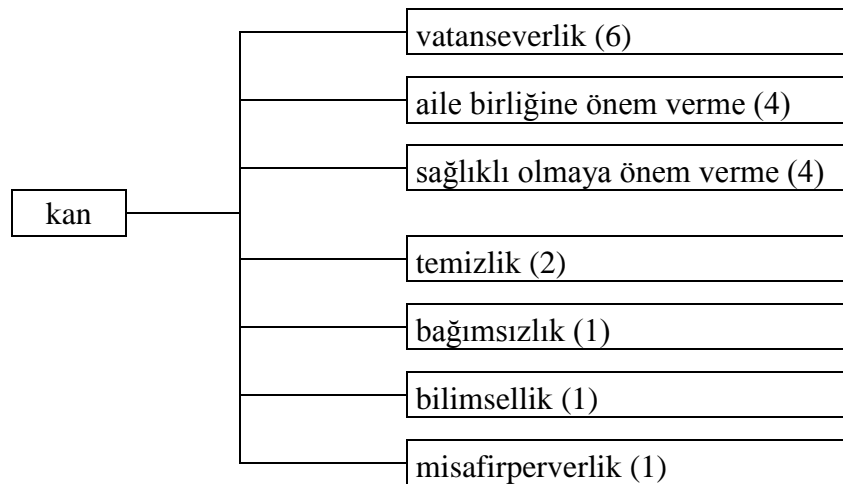 vatanseverlik (6)
aile birliğine önem verme (4)
sağlıklı olmaya önem verme (4)
kan
temizlik (2)
bağımsızlık (1)
bilimsellik (1)
misafirperverlik (1)